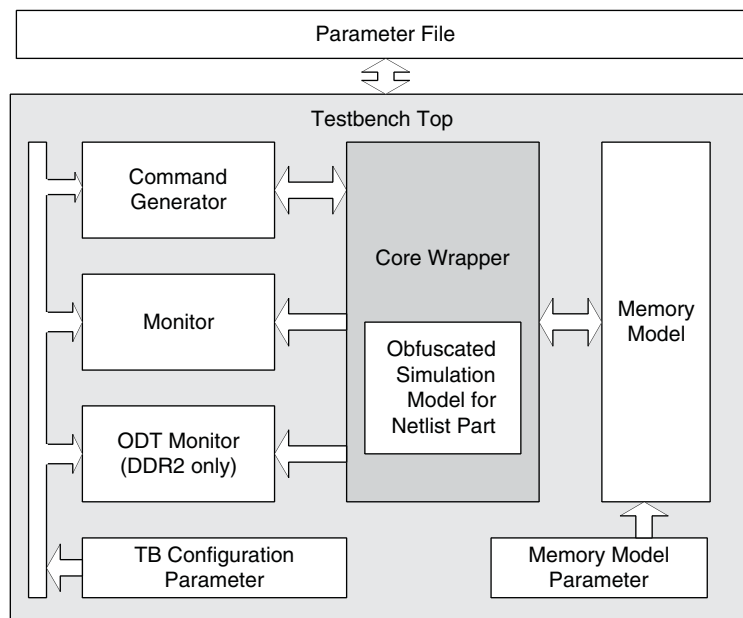 Parameter File
Testbench Top
Command
Generator
Core Wrapper
Monitor
Obfuscated
Simulation
Model for
Netlist Part
Memory
Model
ODT Monitor
(DDR2 only)
TB Configuration
Parameter
Memory Model
Parameter